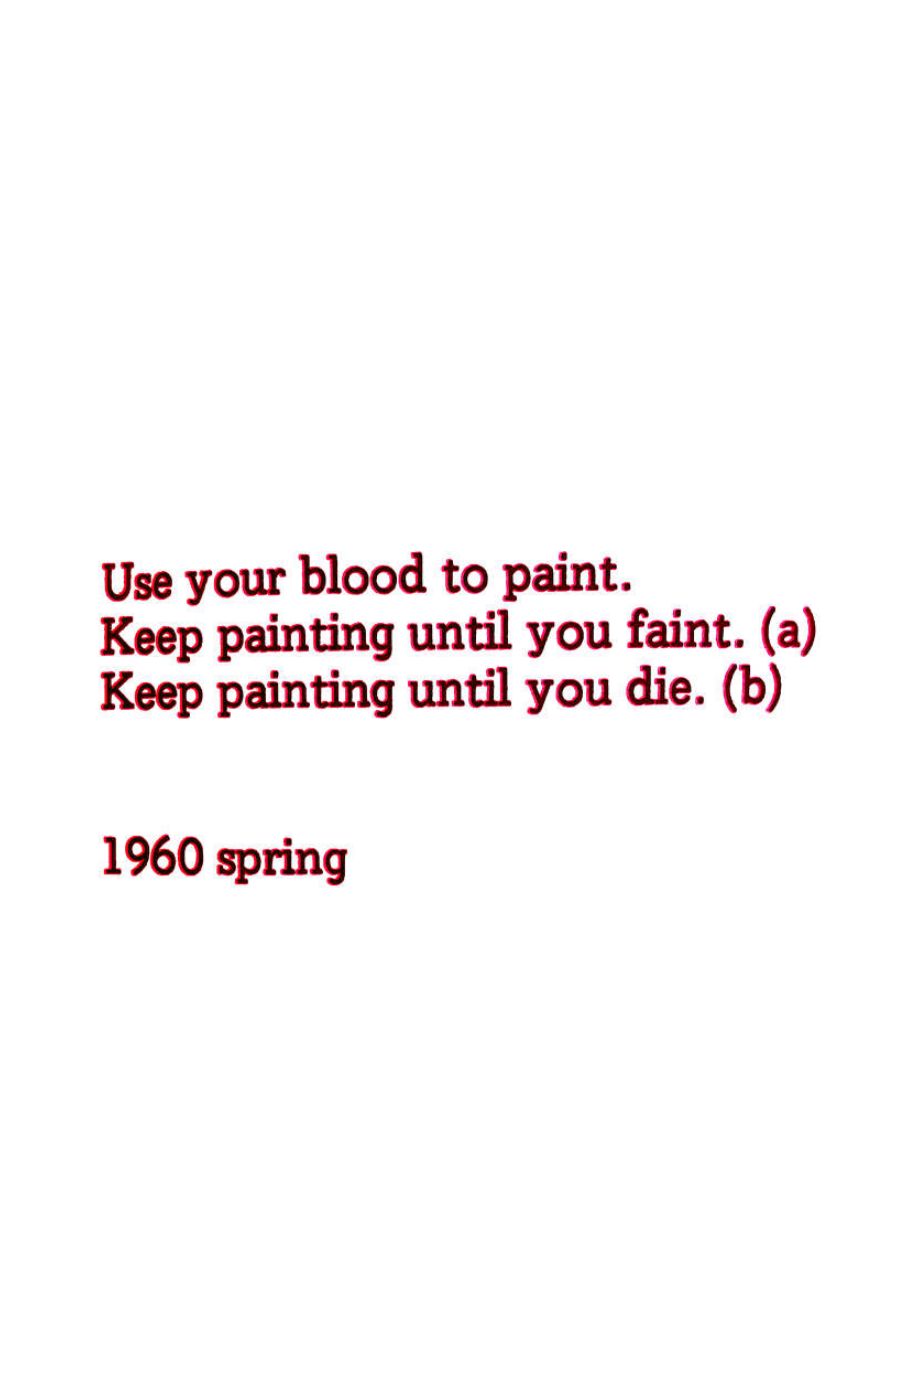 Use your blood to paint.
Keep painting until you faint. (a)
Keep painting until you die. (b)
1960 spring